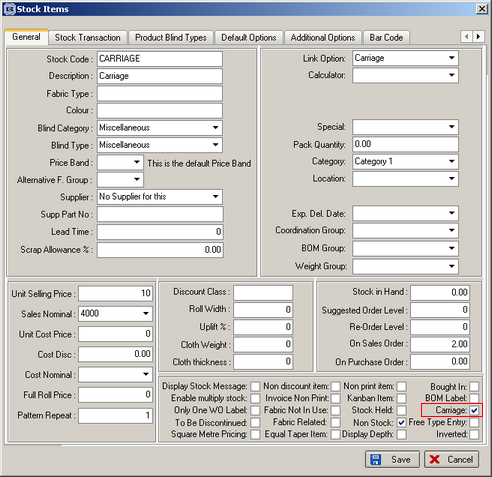 Stock Items
General Stock Transaction Product Blind Types Default Options Additional Options Bar Code
Stock Code : CARRIAGE
Description : Carriage
Fabric Type :
Colour :
Blind Category : Miscellaneous
Blind Type : Miscellaneous
Price Band : This is the default Price Band
Alternative F. Group :
Supplier : No Supplier for this
Supp Part No :
Lead Time : 0
Scrap Allowance % : 0.00
Link Option: Carriage
Calculator:
Special:
Pack Quantity: 0.00
Category: Category 1
Location:
Exp. Del. Date:
Coordination Group:
BOM Group:
Weight Group:
Unit Selling Price : 10
Sales Nominal : 4000
Unit Cost Price : 0
Cost Disc : 0.00
Cost Nominal :
Full Roll Price : 0
Pattern Repeat : 1
Discount Class :
Roll Width : 0
Uplift % : 0
Cloth Weight : 0
Cloth thickness : 0
Stock in Hand : 0.00
Suggested Order Level : 0
Re-Order Level : 0
On Sales Order : 2.00
On Purchase Order : 0.00
Display Stock Message: Non discount item: Non print item: Bought In:
Enable multiply stock: Invoice Non Print: Kanban Item: BOM Label:
Only One WO Label: Fabric Not In Use: Stock Held: Carriage:
To Be Discontinued: Fabric Related: Non Stock: Free Type Entry:
Square Metre Pricing: Equal Taper Item: Display Depth: Inverted:
Save Cancel